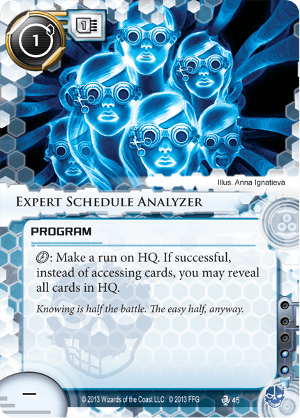 1
1
Illus. Anna Ignatieva
EXPERT SCHEDULE ANALYZER
PROGRAM
: Make a run on HQ. If successful,
instead of accessing cards, you may reveal
all cards in HQ.
Knowing is half the battle. The easy half, anyway.
–
© 2013 Wizards of the Coast LLC. © 2013 FFG 45